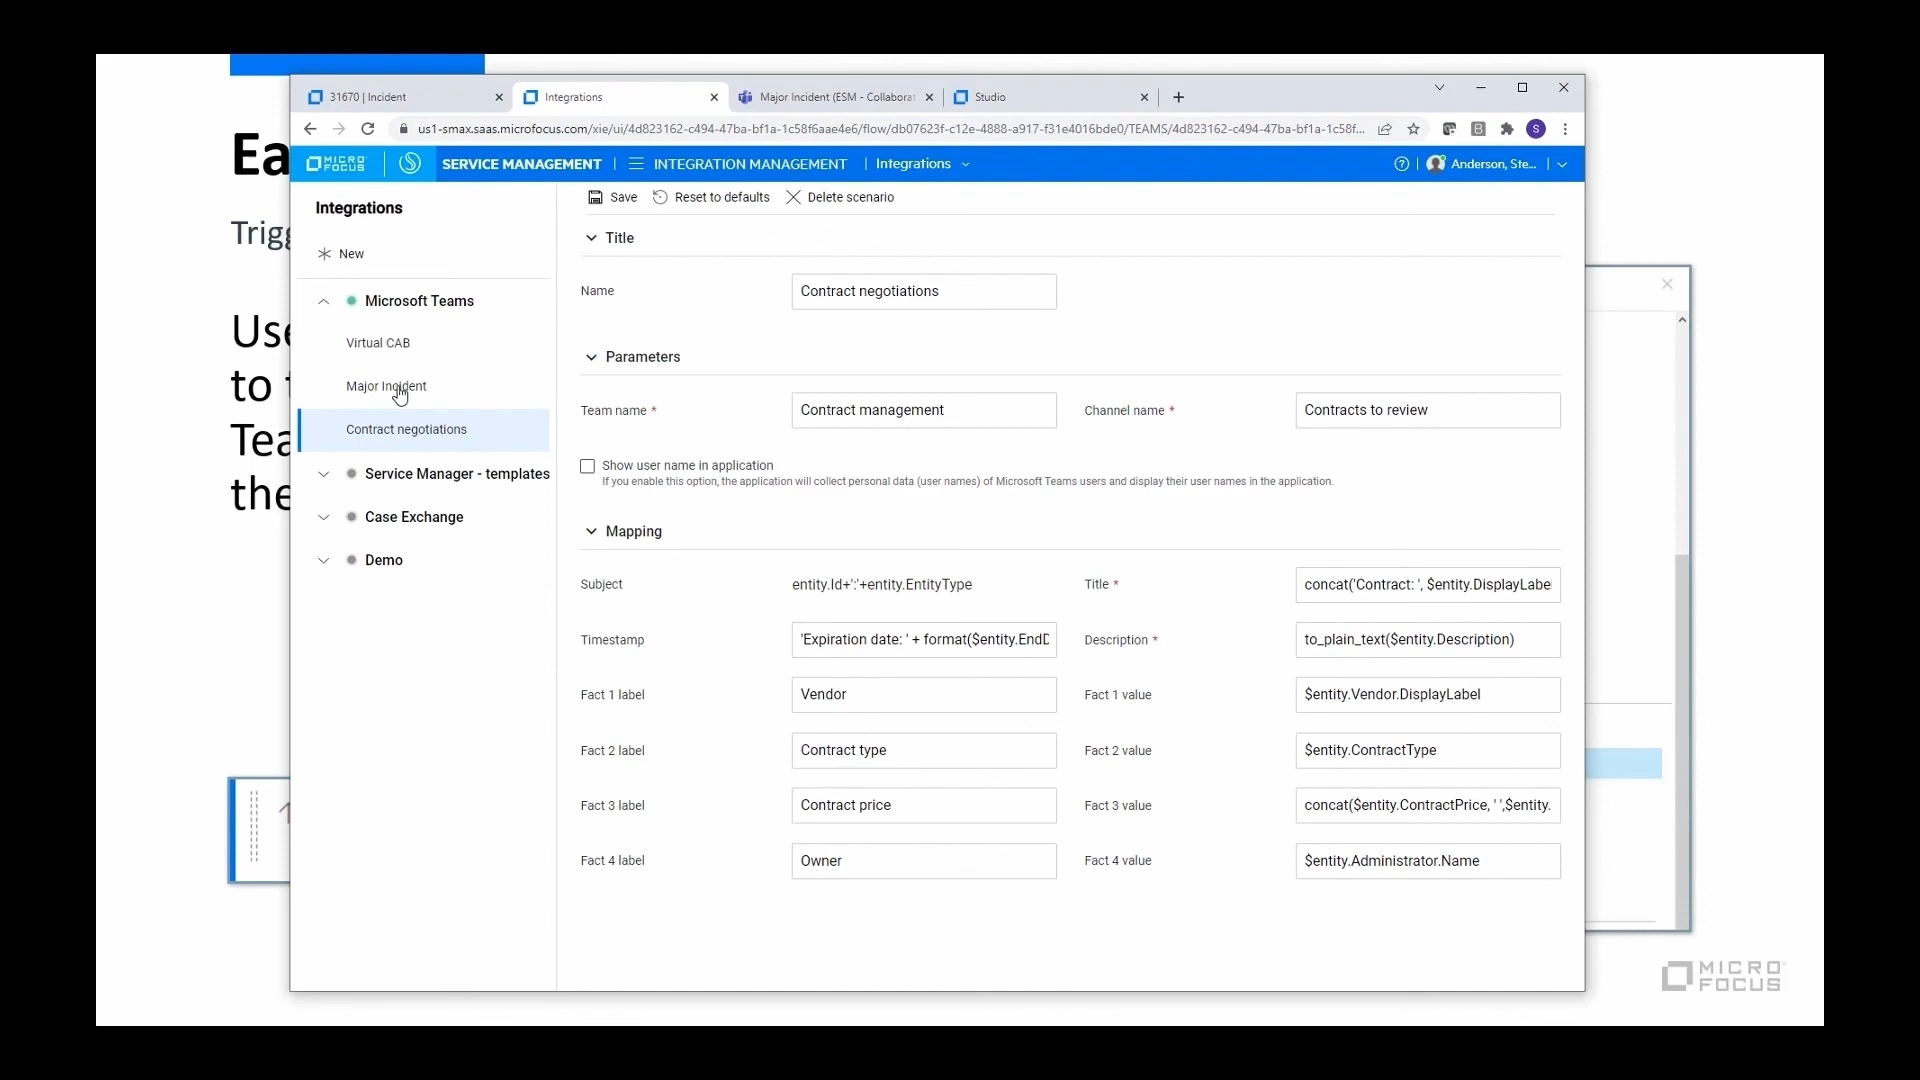 31670 | Incident
Integrations
Major Incident (ESM - Collaborat
Studio
us1-smax.saas.microfocus.com/xie/ui/4d823162-c494-47ba-bf1a-1c58f6aae4e6/flow/db07623f-c12e-4888-a917-f31e4016bde0/TEAMS/4d823162-c494-47ba-bf1a-1c58f...
S
MICRO FOCUS
SERVICE MANAGEMENT
INTEGRATION MANAGEMENT
Integrations
Anderson, Ste...
Ea
Trigg
Use
to t
Tea
the
Integrations
New
Microsoft Teams
Virtual CAB
Major Incident
Contract negotiations
Service Manager - templates
Case Exchange
Demo
Save
Reset to defaults
Delete scenario
Title
Name
Contract negotiations
Parameters
Team name *
Contract management
Channel name *
Contracts to review
Show user name in application
If you enable this option, the application will collect personal data (user names) of Microsoft Teams users and display their user names in the application.
Mapping
Subject
entity.Id+':'+entity.EntityType
Title *
concat('Contract: ', $entity.DisplayLabel
Timestamp
'Expiration date: ' + format($entity.EndD
Description *
to_plain_text($entity.Description)
Fact 1 label
Vendor
Fact 1 value
$entity.Vendor.DisplayLabel
Fact 2 label
Contract type
Fact 2 value
$entity.ContractType
Fact 3 label
Contract price
Fact 3 value
concat($entity.ContractPrice, ' ',$entity.
Fact 4 label
Owner
Fact 4 value
$entity.Administrator.Name
MICRO
FOCUS